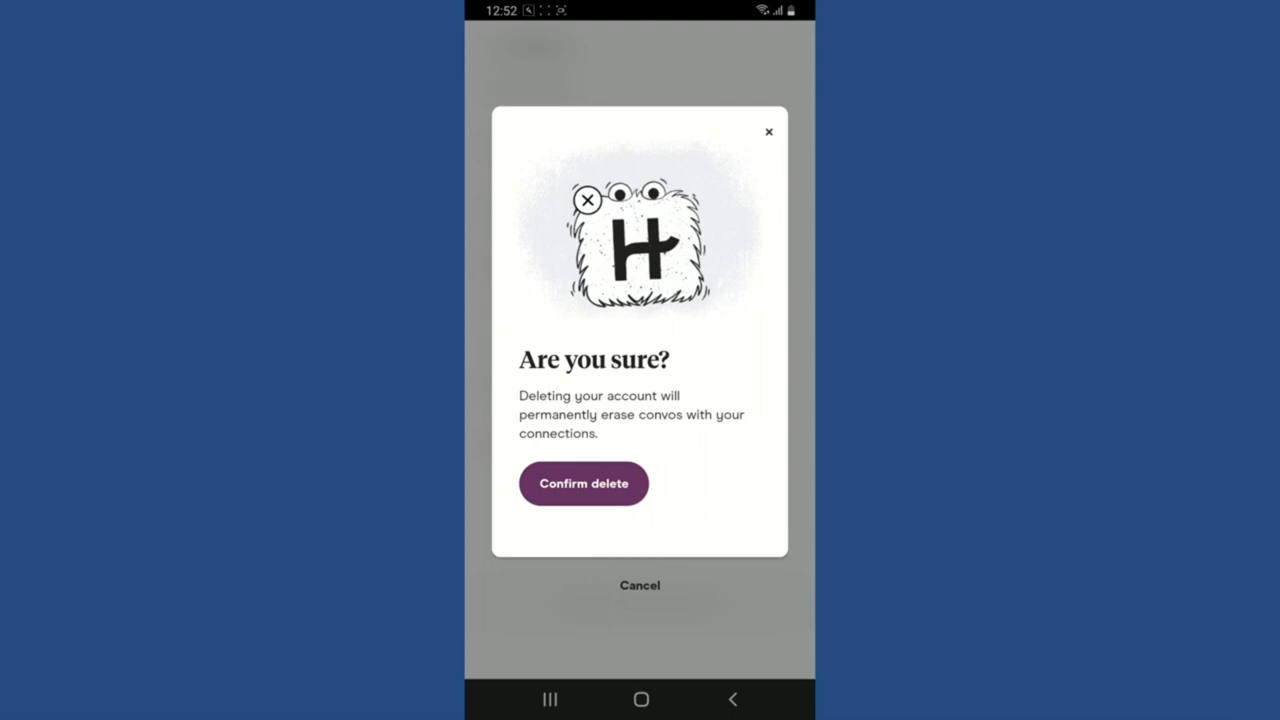 12:52
H
Are you sure?
Deleting your account will
permanently erase convos with your
connections.
Confirm delete
Cancel